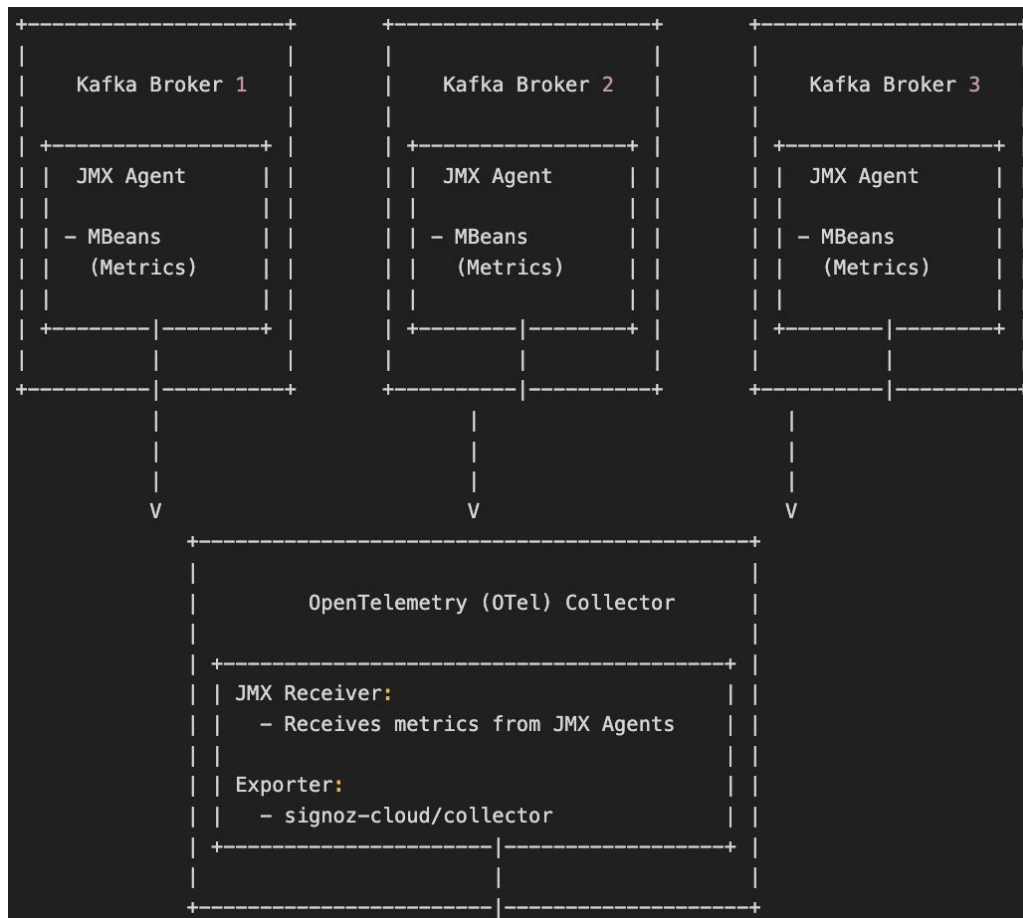 Kafka Broker 1 Kafka Broker 2 Kafka Broker 3
JMX Agent JMX Agent JMX Agent
- MBeans - MBeans - MBeans
(Metrics) (Metrics) (Metrics)
OpenTelemetry (OTel) Collector
JMX Receiver:
- Receives metrics from JMX Agents
Exporter:
- signoz-cloud/collector